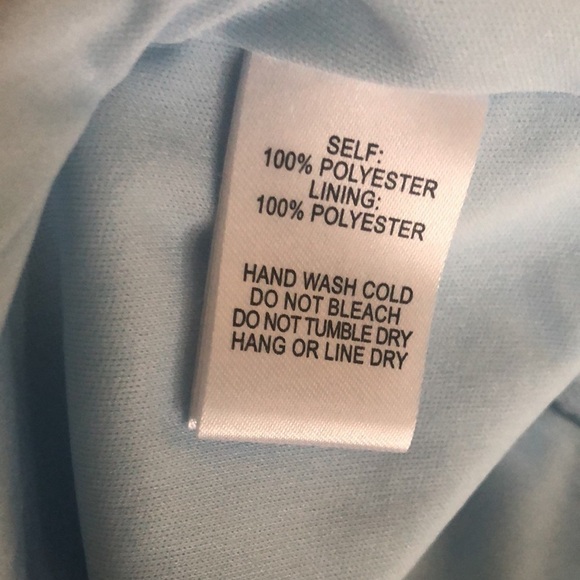 SELF:
100% POLYESTER
LINING:
100% POLYESTER
HAND WASH COLD
DO NOT BLEACH
DO NOT TUMBLE DRY
HANG OR LINE DRY